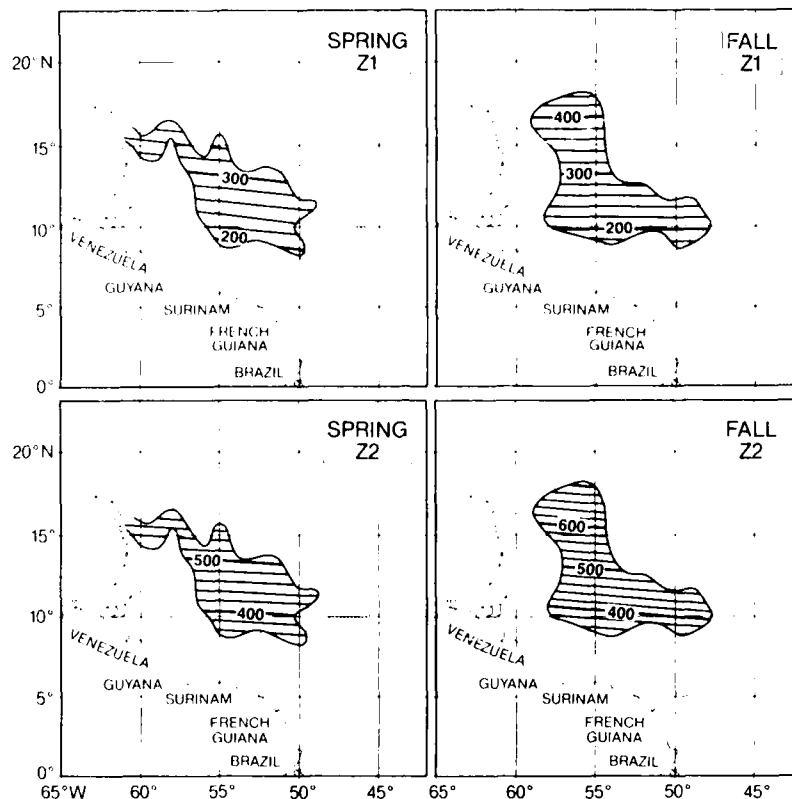 SPRING
Z1
20°N
15°
300
10°
200
VENEZUELA
GUYANA
5°
SURINAM
FRENCH
GUIANA
BRAZIL
0°
FALL
Z1
400
300
200
VENEZUELA
GUYANA
SURINAM
FRENCH
GUIANA
BRAZIL
SPRING
Z2
20°N
15°
500
10°
400
VENEZUELA
GUYANA
5°
SURINAM
FRENCH
GUIANA
BRAZIL
0°
65°W 60° 55° 50° 45°
FALL
Z2
600
500
400
VENEZUELA
GUYANA
SURINAM
FRENCH
GUIANA
BRAZIL
65° 60° 55° 50° 45°